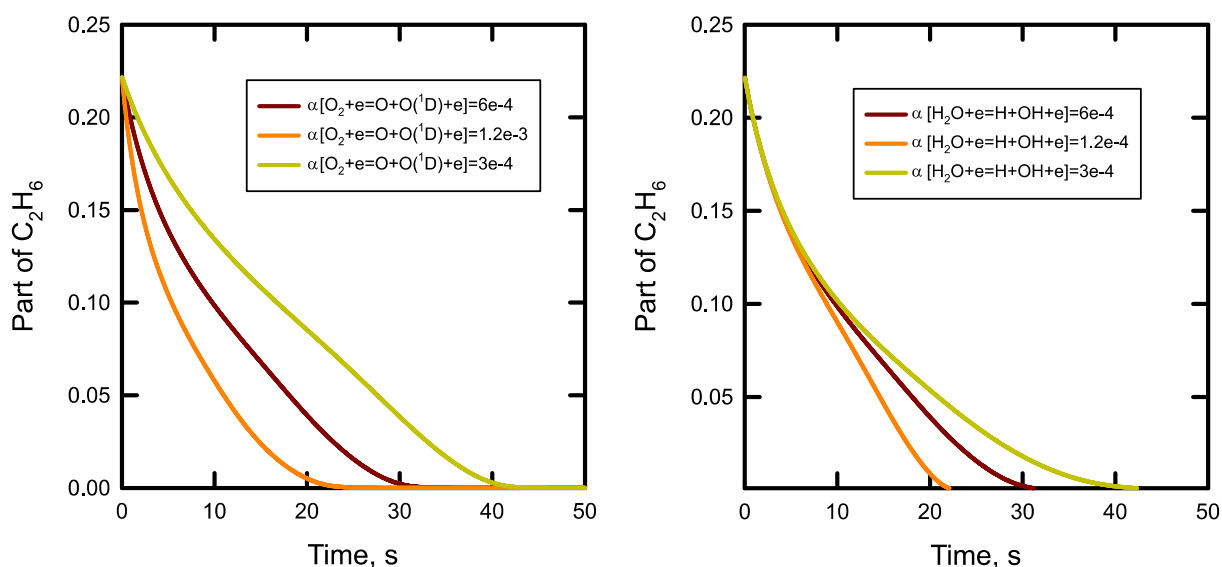 0.25
0.20
0.15
0.10
0.05
0.00
Part of C₂H₆
α[O₂+e=O+O(¹D)+e]=6e-4
α[O₂+e=O+O(¹D)+e]=1.2e-3
α[O₂+e=O+O(¹D)+e]=3e-4
0 10 20 30 40 50
Time, s
0.25
0.20
0.15
0.10
0.05
Part of C₂H₆
α [H₂O+e=H+OH+e]=6e-4
α [H₂O+e=H+OH+e]=1.2e-4
α [H₂O+e=H+OH+e]=3e-4
0 10 20 30 40 50
Time, s